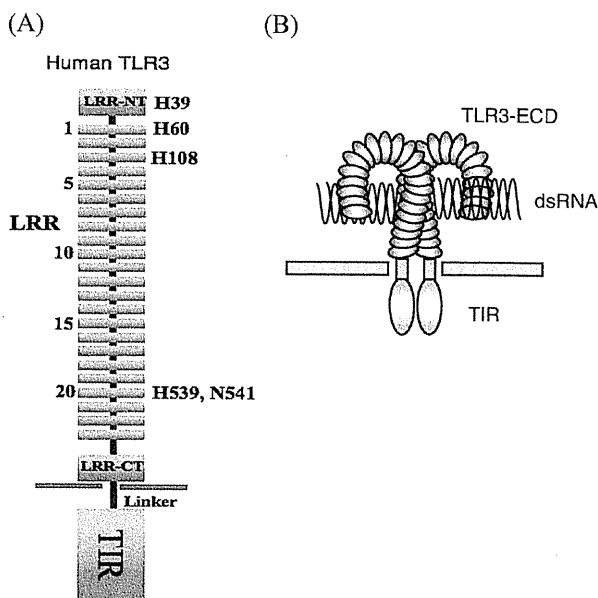 (A)
Human TLR3
LRR-NT H39
1 H60
H108
5
LRR
10
15
20 H539, N541
LRR-CT
Linker
TIR
(B)
TLR3-ECD
dsRNA
TIR